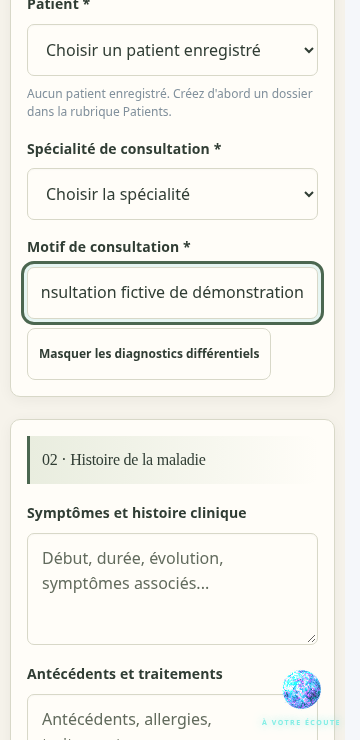 Patient *
Choisir un patient enregistré
Aucun patient enregistré. Créez d'abord un dossier
dans la rubrique Patients.
Spécialité de consultation *
Choisir la spécialité
Motif de consultation *
nsultation fictive de démonstration
Masquer les diagnostics différentiels
02 · Histoire de la maladie
Symptômes et histoire clinique
Début, durée, évolution,
symptômes associés...
Antécédents et traitements
Antécédents, allergies,
À VOTRE ÉCOUTE